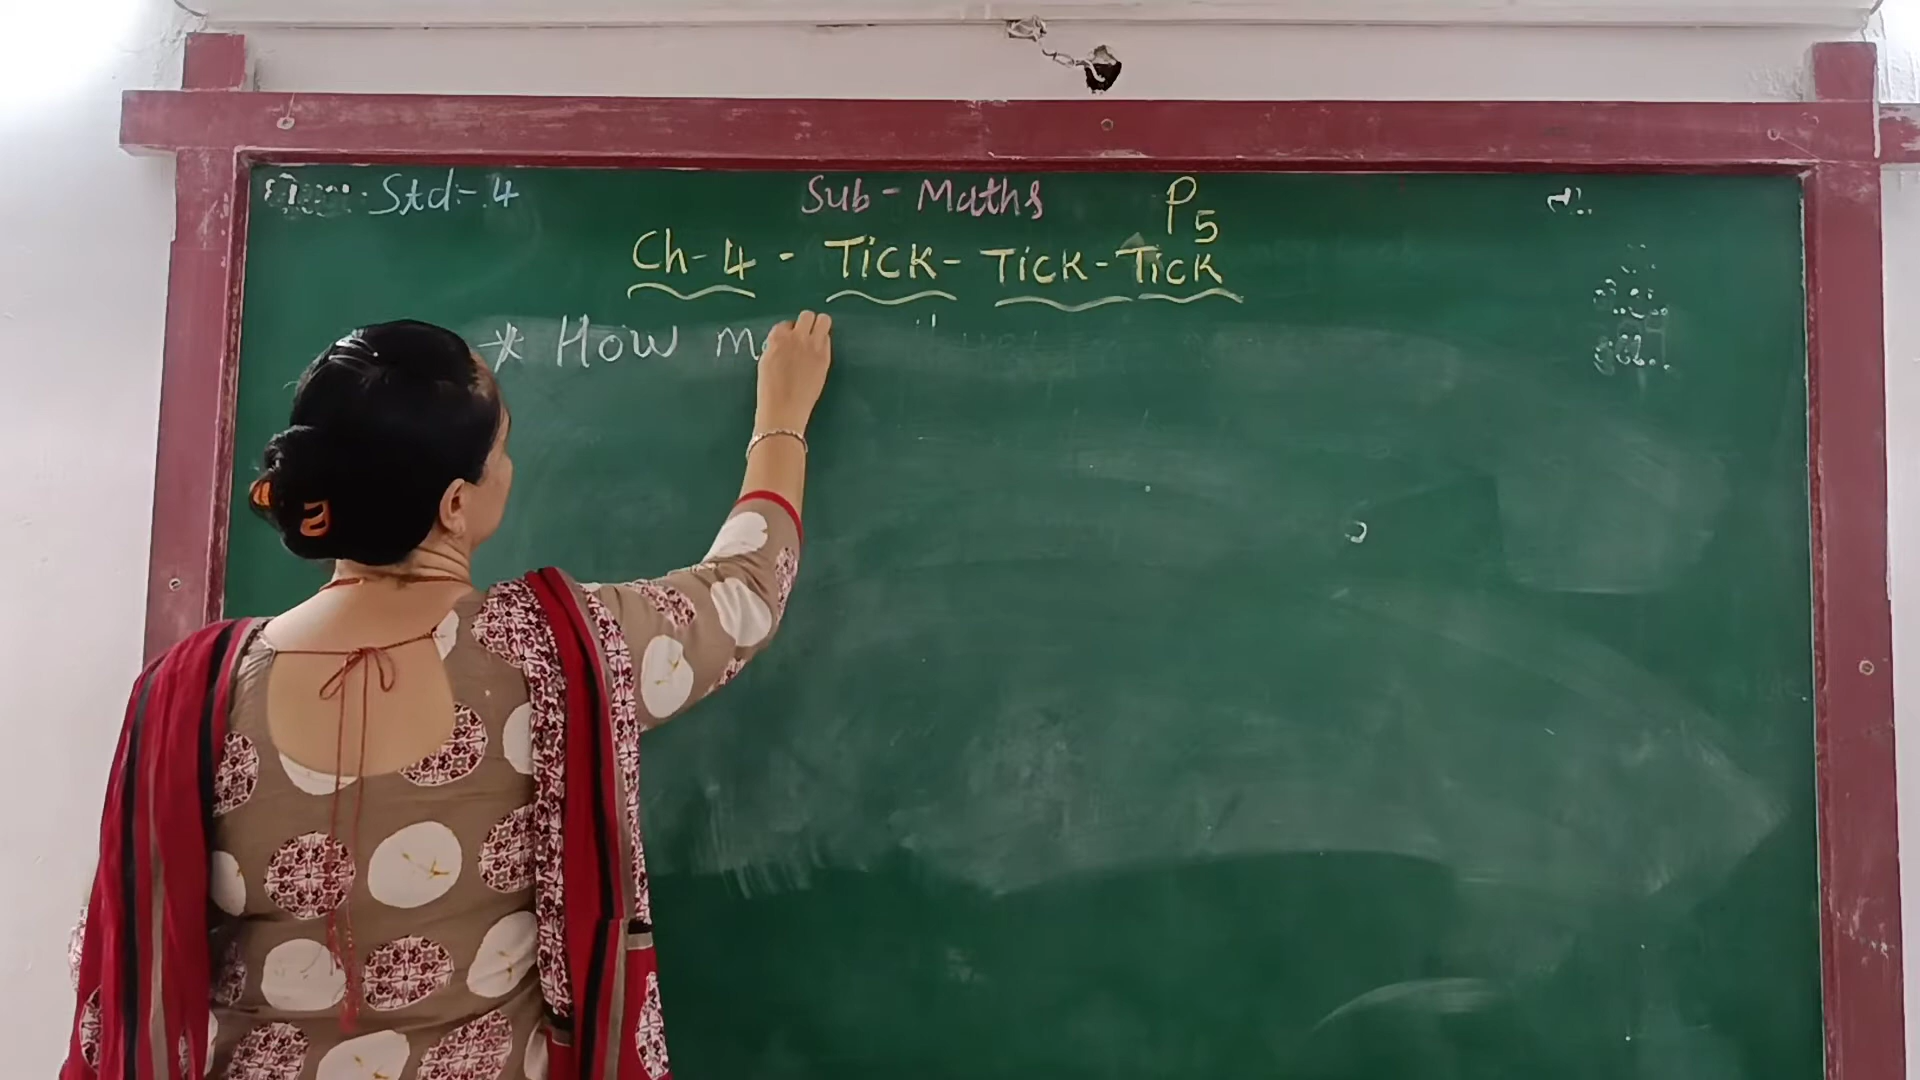 Std:- 4
Sub - Maths
P5
Ch-4 - TicK - TicK - TicK
* How